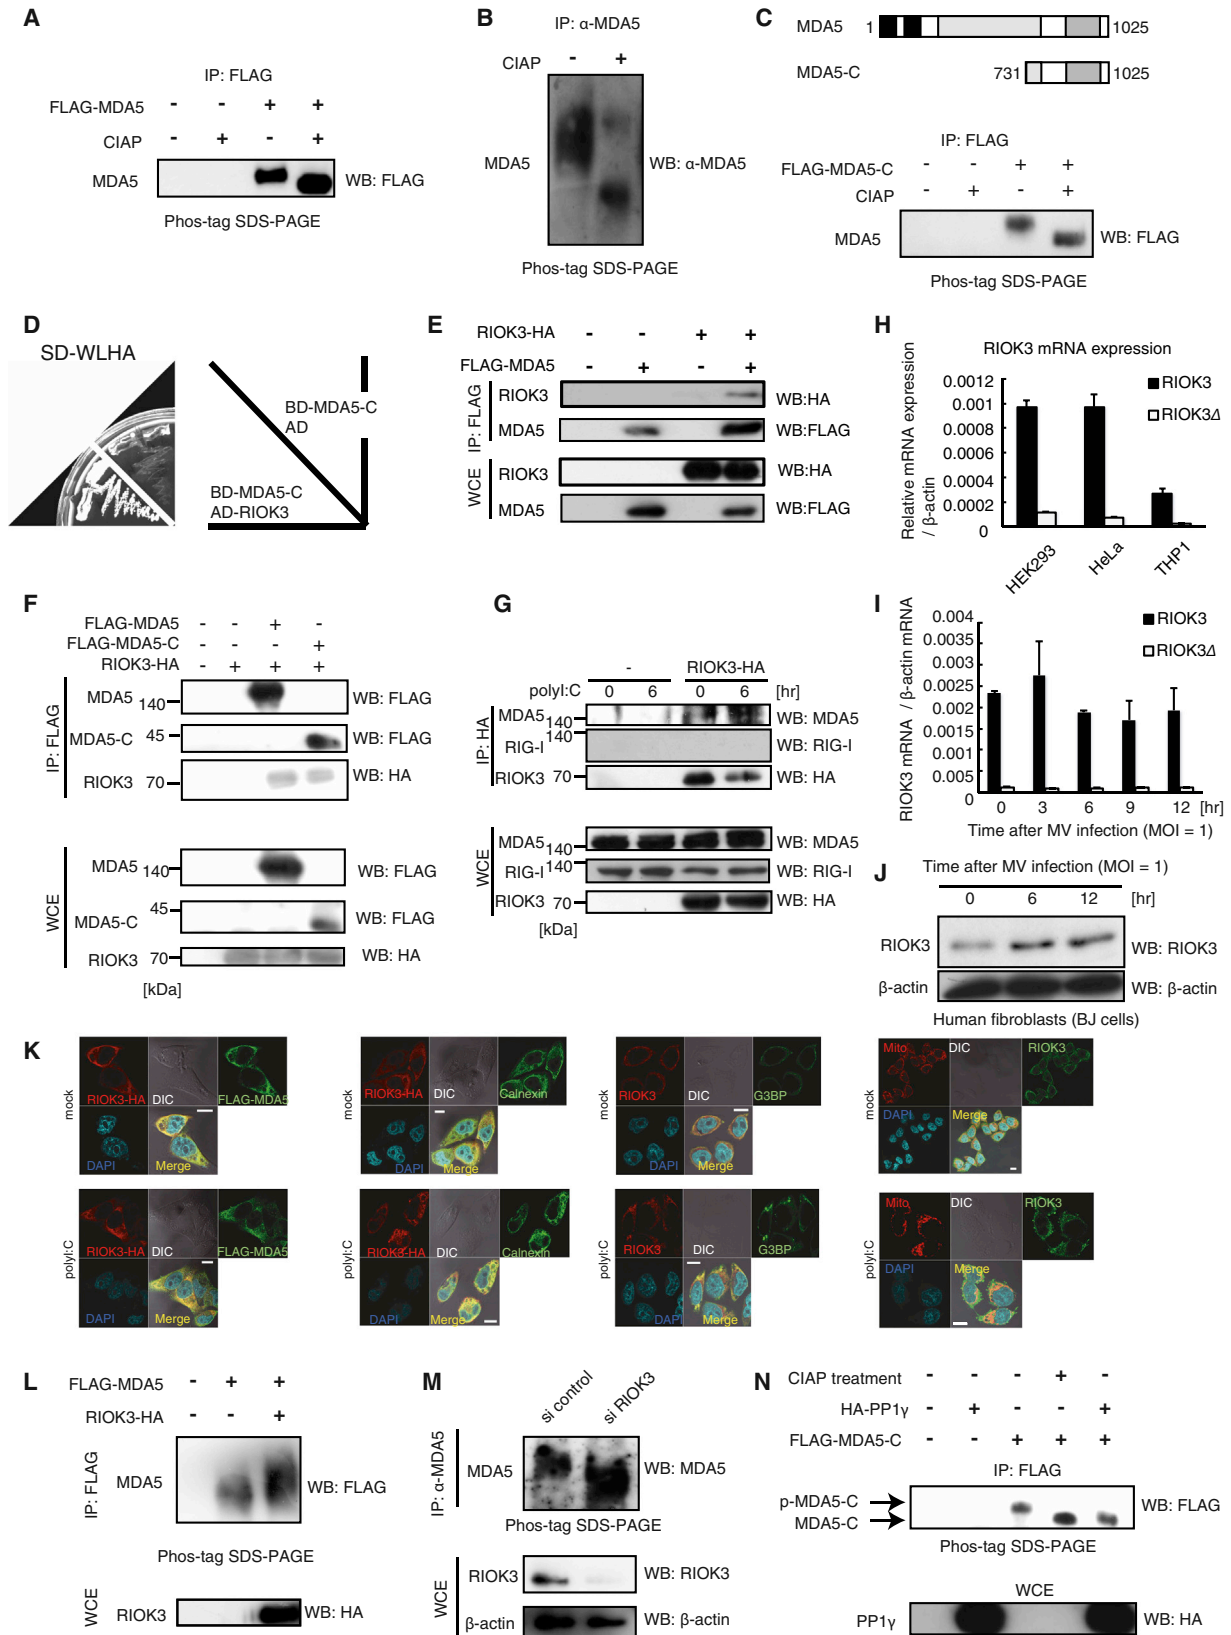 A
IP: FLAG
FLAG-MDA5 - - + +
CIAP - + - +
MDA5 WB: FLAG
Phos-tag SDS-PAGE
B
IP: α-MDA5
CIAP - +
MDA5 WB: α-MDA5
Phos-tag SDS-PAGE
C
MDA5 1 1025
MDA5-C 731 1025
IP: FLAG
FLAG-MDA5-C - - + +
CIAP - + - +
MDA5 WB: FLAG
Phos-tag SDS-PAGE
D
SD-WLHA
BD-MDA5-C
AD
BD-MDA5-C
AD-RIOK3
E
RIOK3-HA - - + +
FLAG-MDA5 - + - +
IP: FLAG
RIOK3 WB:HA
MDA5 WB:FLAG
WCE
RIOK3 WB:HA
MDA5 WB:FLAG
H
RIOK3 mRNA expression
Relative mRNA expression
/ β-actin
0.0012
0.001
0.0008
0.0006
0.0004
0.0002
0
RIOK3
RIOK3Δ
HEK293
HeLa
THP1
F
FLAG-MDA5 - - + -
FLAG-MDA5-C - - - +
RIOK3-HA - + + +
IP: FLAG
MDA5 140 WB: FLAG
MDA5-C 45 WB: FLAG
RIOK3 70 WB: HA
WCE
MDA5 140 WB: FLAG
MDA5-C 45 WB: FLAG
RIOK3 70 WB: HA
[kDa]
G
- RIOK3-HA
polyI:C 0 6 0 6 [hr]
IP: HA
MDA5 140 WB: MDA5
RIG-I 140 WB: RIG-I
RIOK3 70 WB: HA
WCE
MDA5 140 WB: MDA5
RIG-I 140 WB: RIG-I
RIOK3 70 WB: HA
[kDa]
I
RIOK3 mRNA / β-actin mRNA
0.004
0.0035
0.003
0.0025
0.002
0.0015
0.001
0.005
0
RIOK3
RIOK3Δ
0 3 6 9 12 [hr]
Time after MV infection (MOI = 1)
J
Time after MV infection (MOI = 1)
0 6 12 [hr]
RIOK3 WB: RIOK3
β-actin WB: β-actin
Human fibroblasts (BJ cells)
K
mock
RIOK3-HA DIC FLAG-MDA5
DAPI Merge
mock
RIOK3-HA DIC Calnexin
DAPI Merge
mock
RIOK3 DIC G3BP
DAPI Merge
mock
Mito DIC RIOK3
DAPI Merge
polyI:C
RIOK3-HA DIC FLAG-MDA5
DAPI Merge
polyI:C
RIOK3-HA DIC Calnexin
DAPI Merge
polyI:C
RIOK3 DIC G3BP
DAPI Merge
polyI:C
Mito DIC RIOK3
DAPI Merge
L
FLAG-MDA5 - + +
RIOK3-HA - - +
IP: FLAG
MDA5 WB: FLAG
Phos-tag SDS-PAGE
WCE
RIOK3 WB: HA
M
si control
si RIOK3
IP: α-MDA5
MDA5 WB: MDA5
Phos-tag SDS-PAGE
WCE
RIOK3 WB: RIOK3
β-actin WB: β-actin
N
CIAP treatment - - - + -
HA-PP1γ - + - - +
FLAG-MDA5-C - - + + +
IP: FLAG
p-MDA5-C
MDA5-C
WB: FLAG
Phos-tag SDS-PAGE
WCE
PP1γ WB: HA